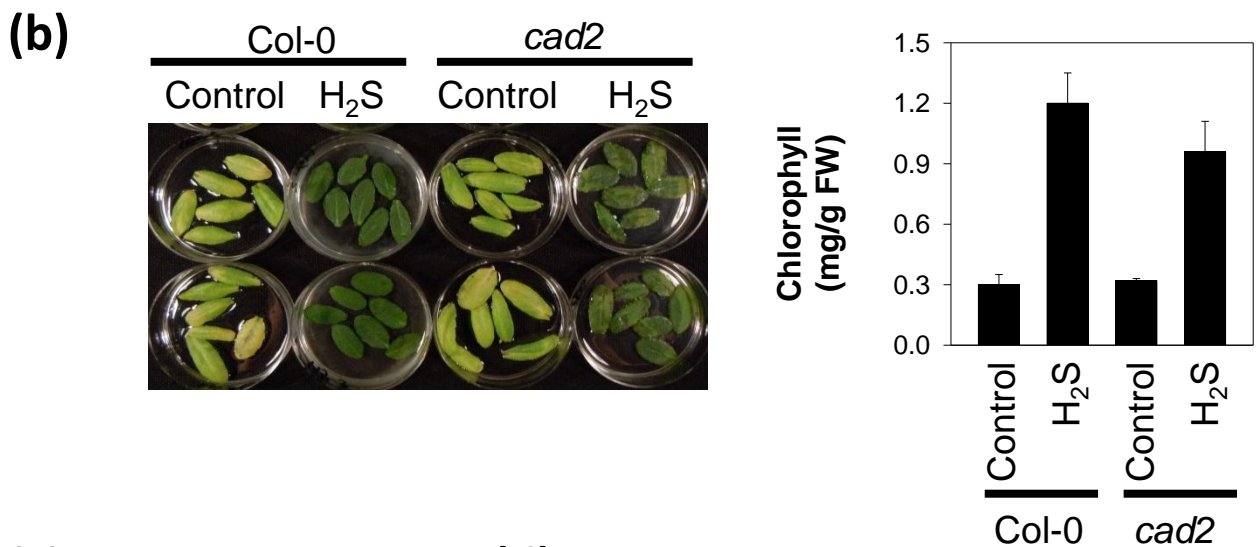 (b)
Col-0 cad2
Control H₂S Control H₂S
Chlorophyll
(mg/g FW)
1.5
1.2
0.9
0.6
0.3
0.0
Control H₂S Control H₂S
Col-0 cad2